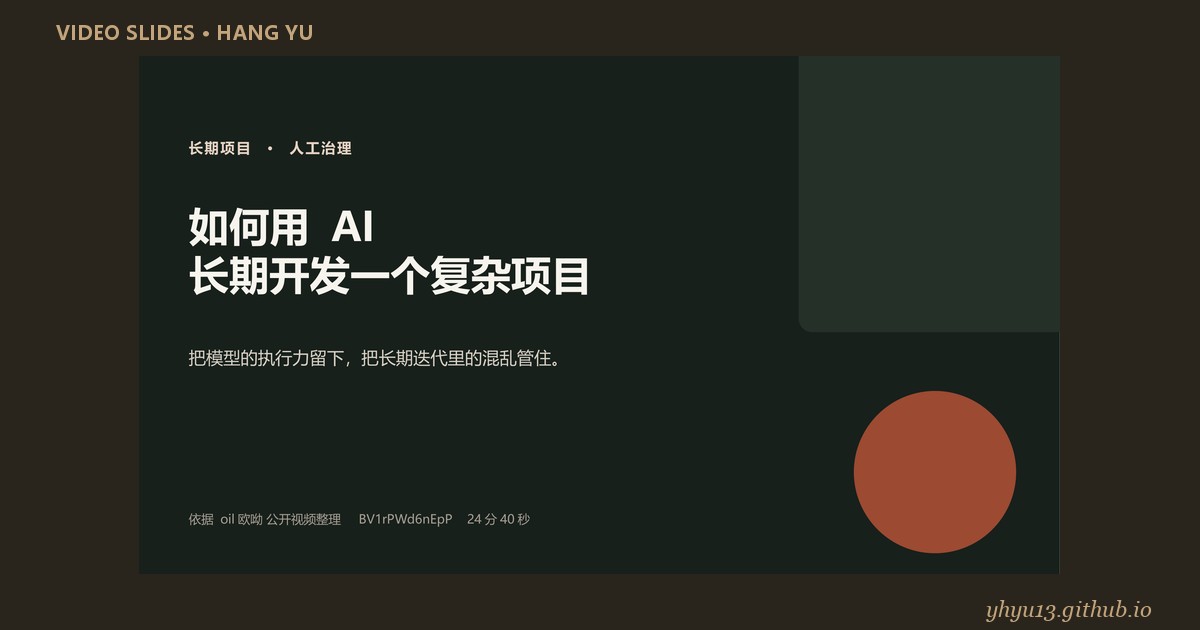 VIDEO SLIDES • HANG YU
长期项目 • 人工治理
如何用 AI
长期开发一个复杂项目
把模型的执行力留下，把长期迭代里的混乱管住。
依据 oil 欧呦 公开视频整理 BV1rPWd6nEpP 24 分 40 秒
yhyu13.github.io